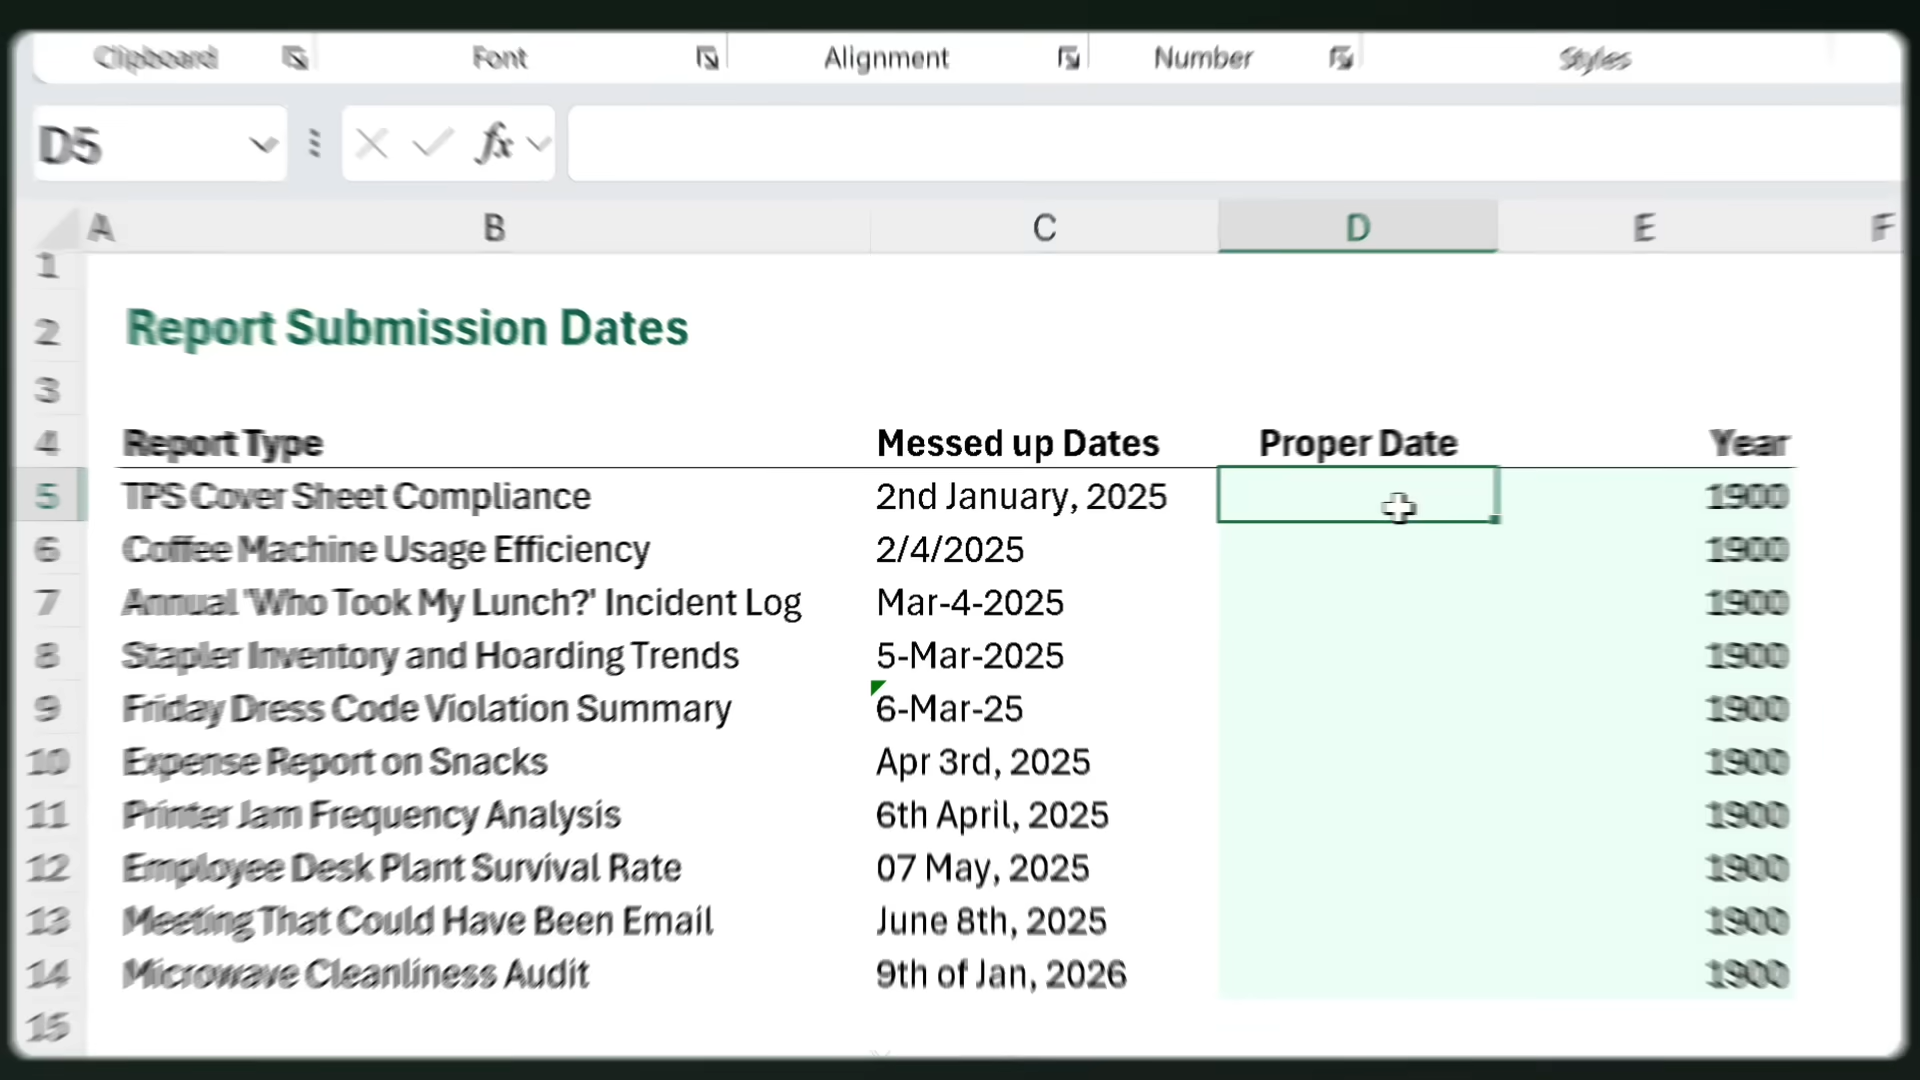 Clipboard Font Alignment Number Styles
D5 fx
A B C D E F
1
2 Report Submission Dates
3
4 Report Type Messed up Dates Proper Date Year
5 TPS Cover Sheet Compliance 2nd January, 2025 1900
6 Coffee Machine Usage Efficiency 2/4/2025 1900
7 Annual 'Who Took My Lunch?' Incident Log Mar-4-2025 1900
8 Stapler Inventory and Hoarding Trends 5-Mar-2025 1900
9 Friday Dress Code Violation Summary 6-Mar-25 1900
10 Expense Report on Snacks Apr 3rd, 2025 1900
11 Printer Jam Frequency Analysis 6th April, 2025 1900
12 Employee Desk Plant Survival Rate 07 May, 2025 1900
13 Meeting That Could Have Been Email June 8th, 2025 1900
14 Microwave Cleanliness Audit 9th of Jan, 2026 1900
15